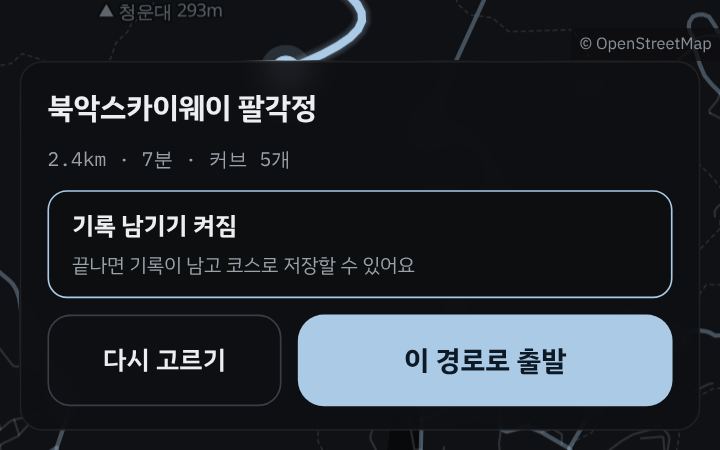 ▲ 청운대 293m
© OpenStreetMap
북악스카이웨이 팔각정
2.4km · 7분 · 커브 5개
기록 남기기 켜짐
끝나면 기록이 남고 코스로 저장할 수 있어요
다시 고르기
이 경로로 출발